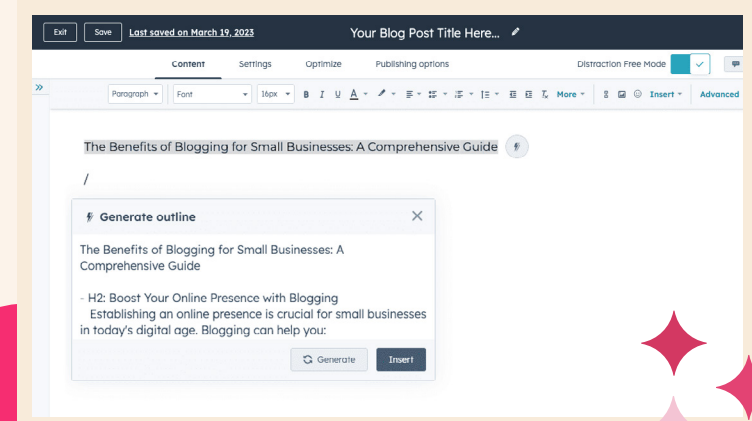 Exit Save Last saved on March 19, 2023 Your Blog Post Title Here...
Content Settings Optimize Publishing options Distraction Free Mode
Paragraph Font 16px B I U A More Insert Advanced
The Benefits of Blogging for Small Businesses: A Comprehensive Guide
/
Generate outline
The Benefits of Blogging for Small Businesses: A
Comprehensive Guide
- H2: Boost Your Online Presence with Blogging
Establishing an online presence is crucial for small businesses
in today's digital age. Blogging can help you:
Generate Insert